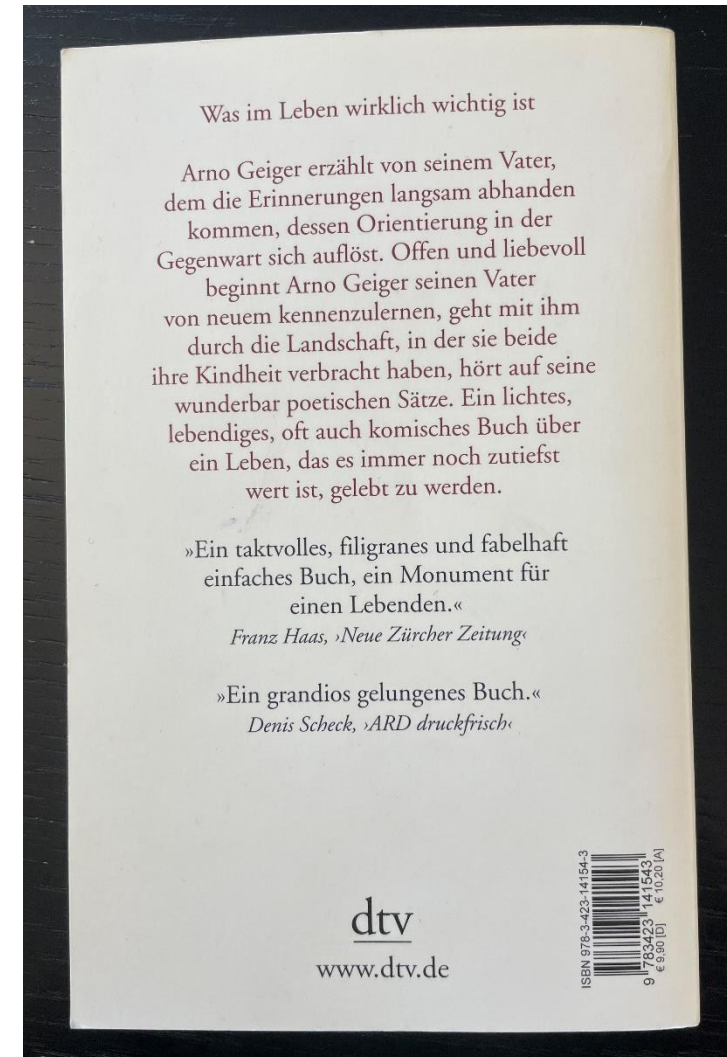 Was im Leben wirklich wichtig ist
Arno Geiger erzählt von seinem Vater,
dem die Erinnerungen langsam abhanden
kommen, dessen Orientierung in der
Gegenwart sich auflöst. Offen und liebevoll
beginnt Arno Geiger seinen Vater
von neuem kennenzulernen, geht mit ihm
durch die Landschaft, in der sie beide
ihre Kindheit verbracht haben, hört auf seine
wunderbar poetischen Sätze. Ein lichtes,
lebendiges, oft auch komisches Buch über
ein Leben, das es immer noch zutiefst
wert ist, gelebt zu werden.
»Ein taktvolles, filigranes und fabelhaft
einfaches Buch, ein Monument für
einen Lebenden.«
Franz Haas, ›Neue Zürcher Zeitung‹
»Ein grandios gelungenes Buch.«
Denis Scheck, ›ARD druckfrisch‹
dtv
www.dtv.de
ISBN 978-3-423-14154-3
9 783423 141543
€ 9,90 [D] € 10,20 [A]